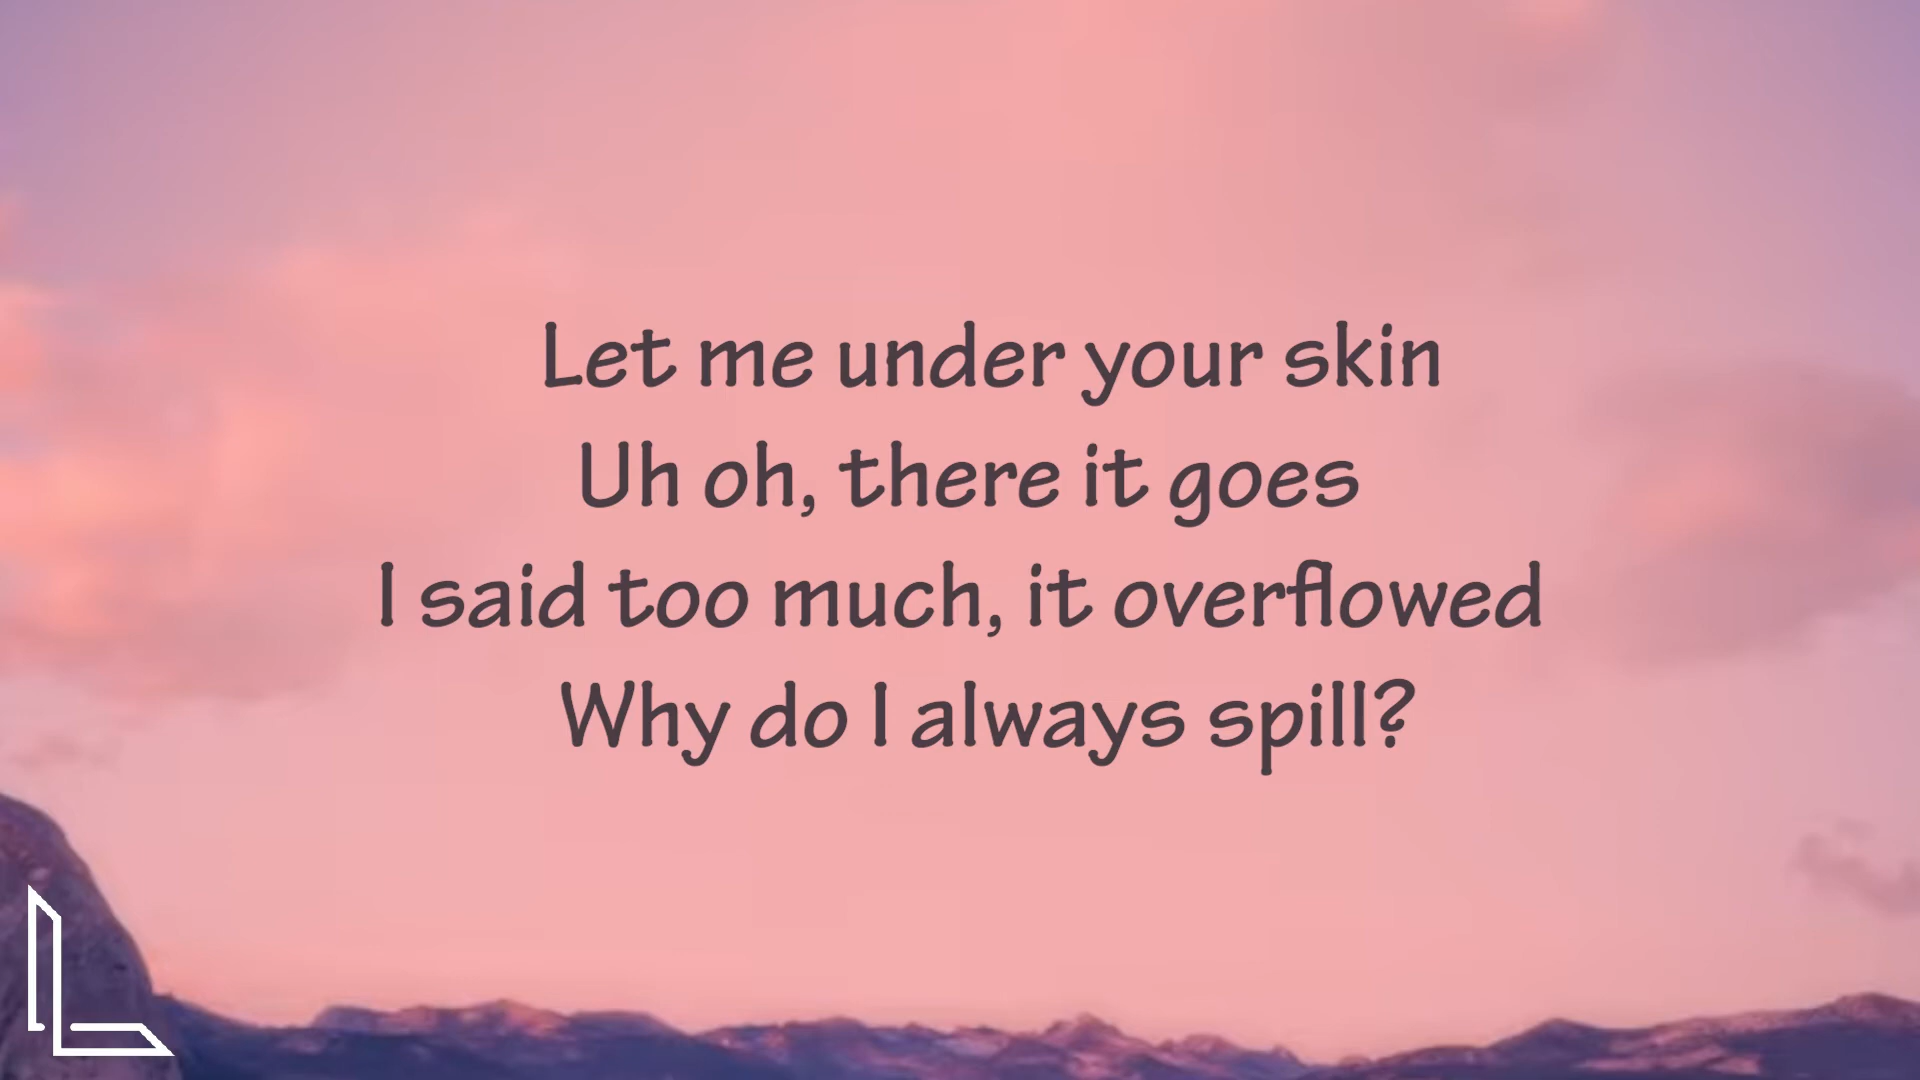 Let me under your skin
Uh oh, there it goes
I said too much, it overflowed
Why do I always spill?